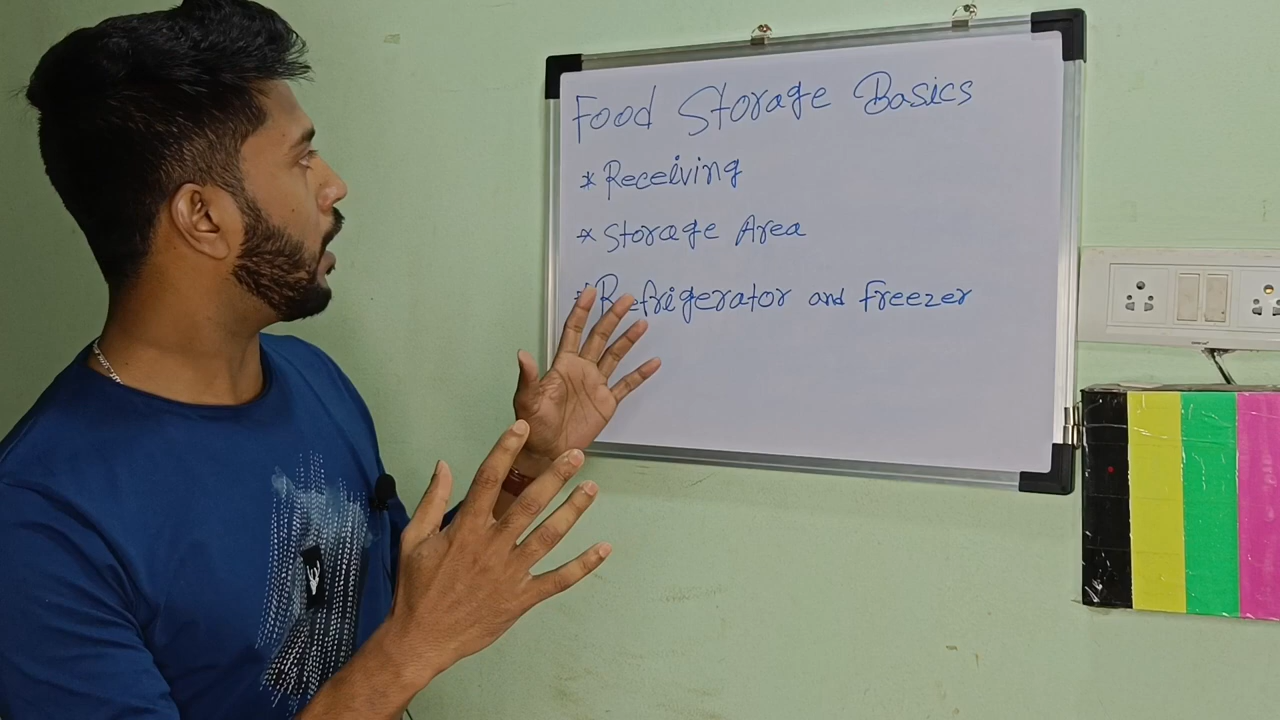 Food Storage Basics
* Receiving
* Storage Area
* Refrigerator and freezer